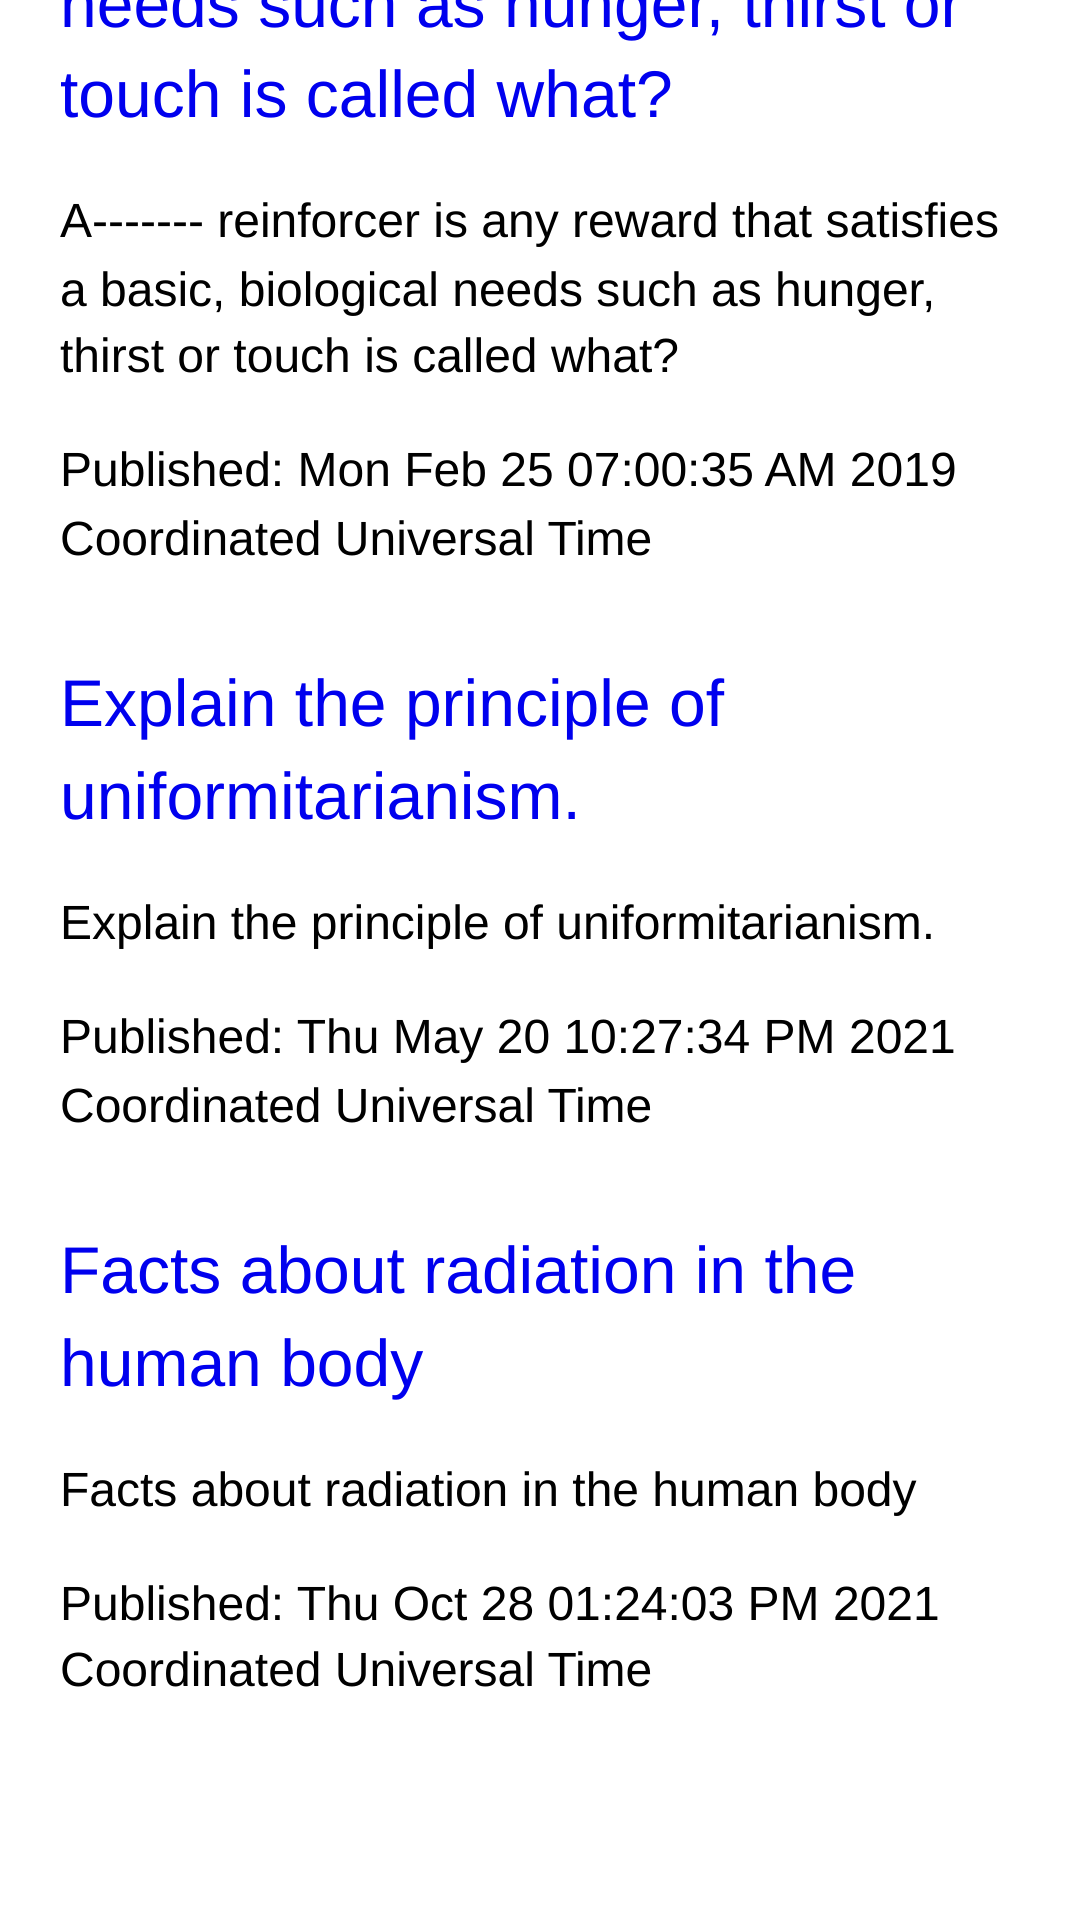 needs such as hunger, thirst or
touch is called what?
A------- reinforcer is any reward that satisfies
a basic, biological needs such as hunger,
thirst or touch is called what?
Published: Mon Feb 25 07:00:35 AM 2019
Coordinated Universal Time
Explain the principle of
uniformitarianism.
Explain the principle of uniformitarianism.
Published: Thu May 20 10:27:34 PM 2021
Coordinated Universal Time
Facts about radiation in the
human body
Facts about radiation in the human body
Published: Thu Oct 28 01:24:03 PM 2021
Coordinated Universal Time